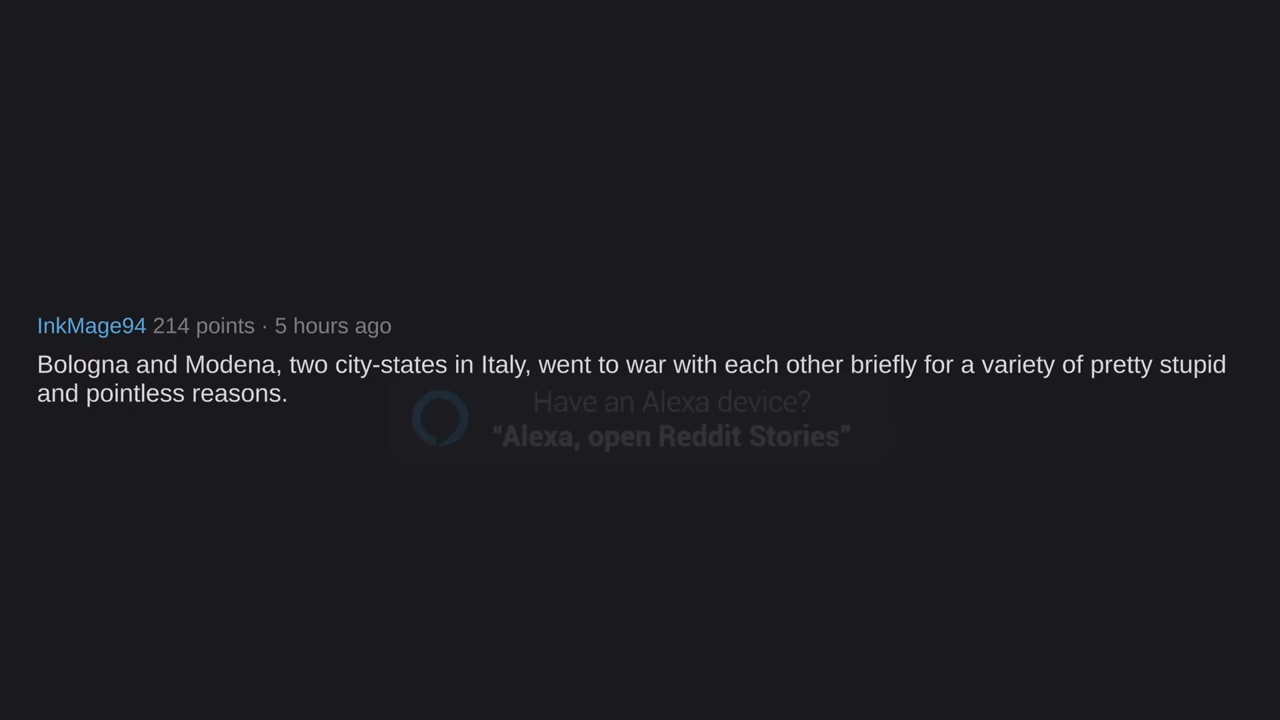 InkMage94 214 points · 5 hours ago
Bologna and Modena, two city-states in Italy, went to war with each other briefly for a variety of pretty stupid
and pointless reasons.
Have an Alexa device?
“Alexa, open Reddit Stories”